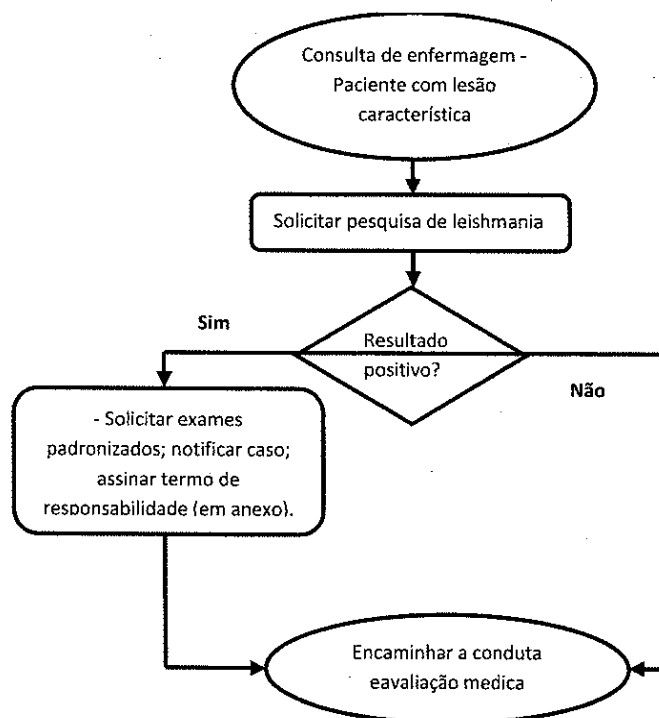 Consulta de enfermagem -
Paciente com lesão
característica
Solicitar pesquisa de leishmania
Sim
Resultado
positivo?
Não
- Solicitar exames
padronizados; notificar caso;
assinar termo de
responsabilidade (em anexo).
Encaminhar a conduta
eavaliação medica